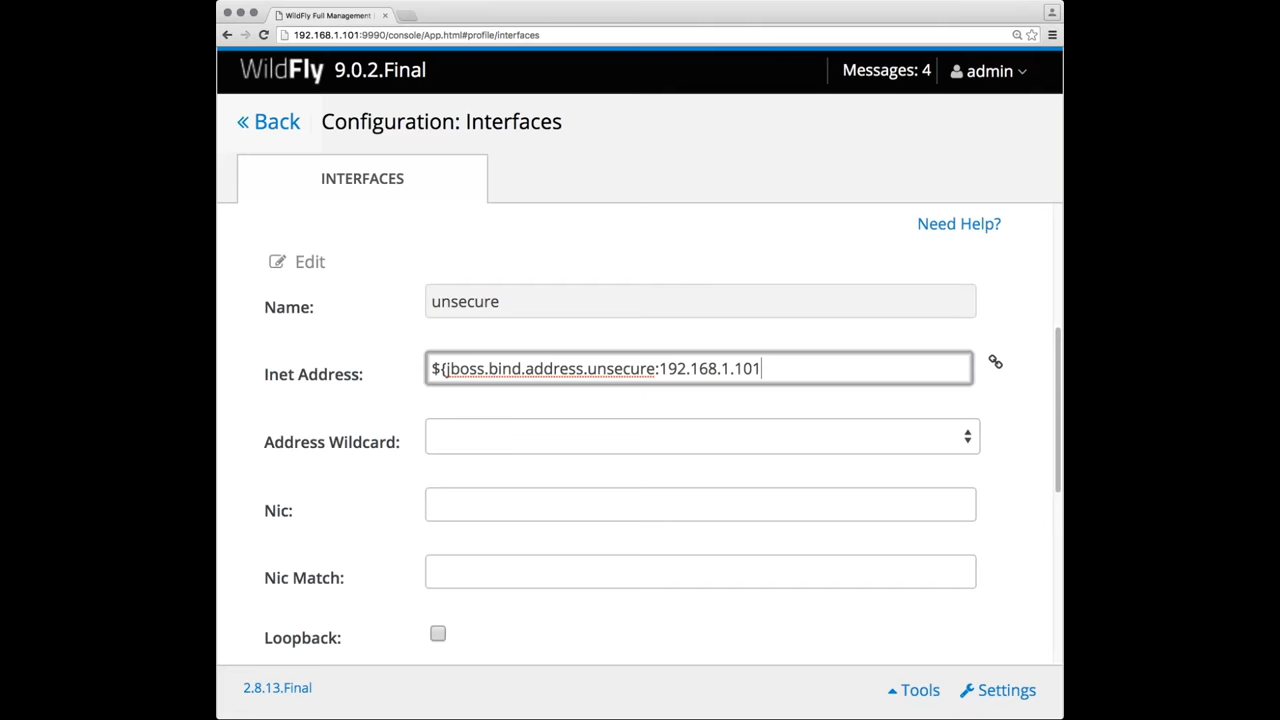 WildFly Full Management
192.168.1.101:9990/console/App.html#profile/interfaces
WildFly 9.0.2.Final
Messages: 4
admin
« Back
Configuration: Interfaces
INTERFACES
Need Help?
Edit
Name: unsecure
Inet Address: ${jboss.bind.address.unsecure:192.168.1.101
Address Wildcard:
Nic:
Nic Match:
Loopback:
2.8.13.Final
Tools
Settings